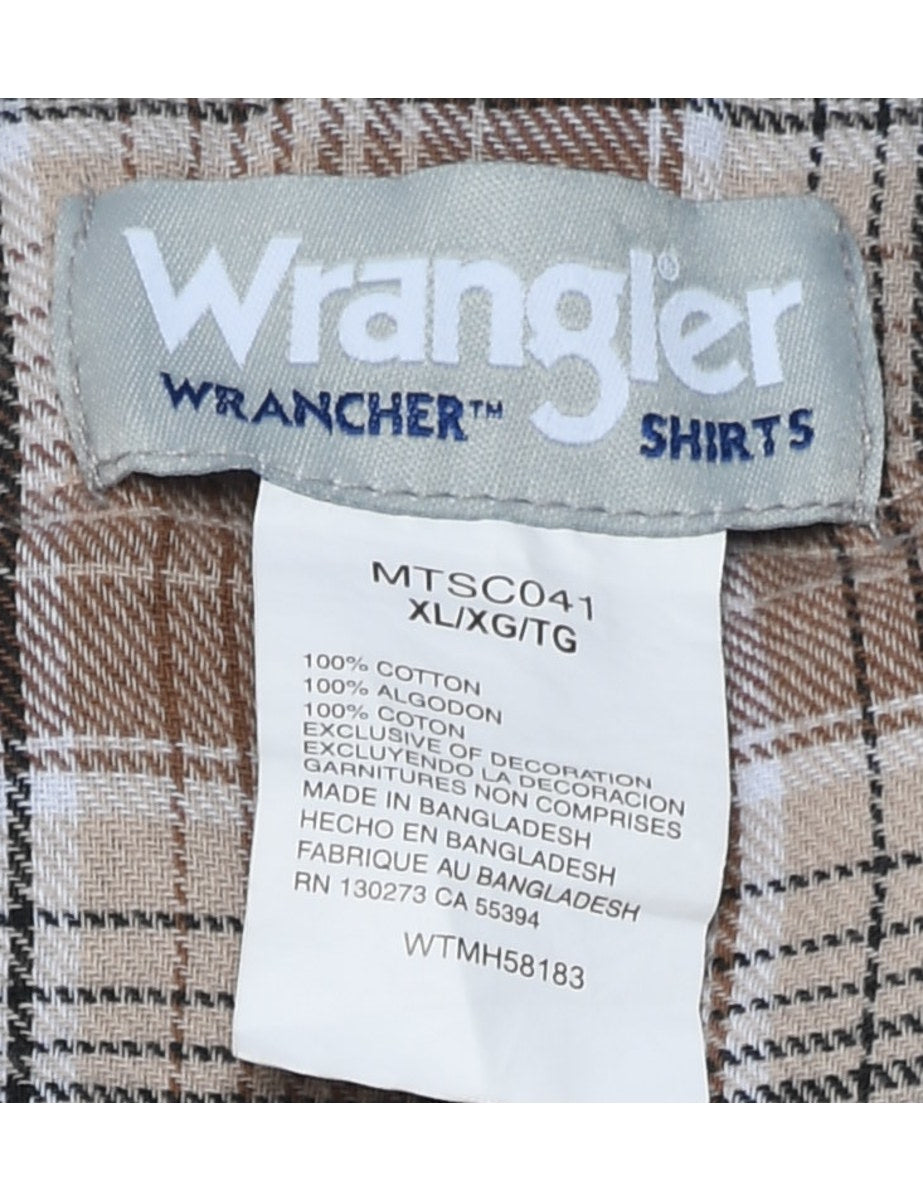 Wrangler®
WRANCHER™ SHIRTS
MTSC041
XL/XG/TG
100% COTTON
100% ALGODON
100% COTON
EXCLUSIVE OF DECORATION
EXCLUYENDO LA DECORACION
GARNITURES NON COMPRISES
MADE IN BANGLADESH
HECHO EN BANGLADESH
FABRIQUE AU BANGLADESH
RN 130273 CA 55394
WTMH58183